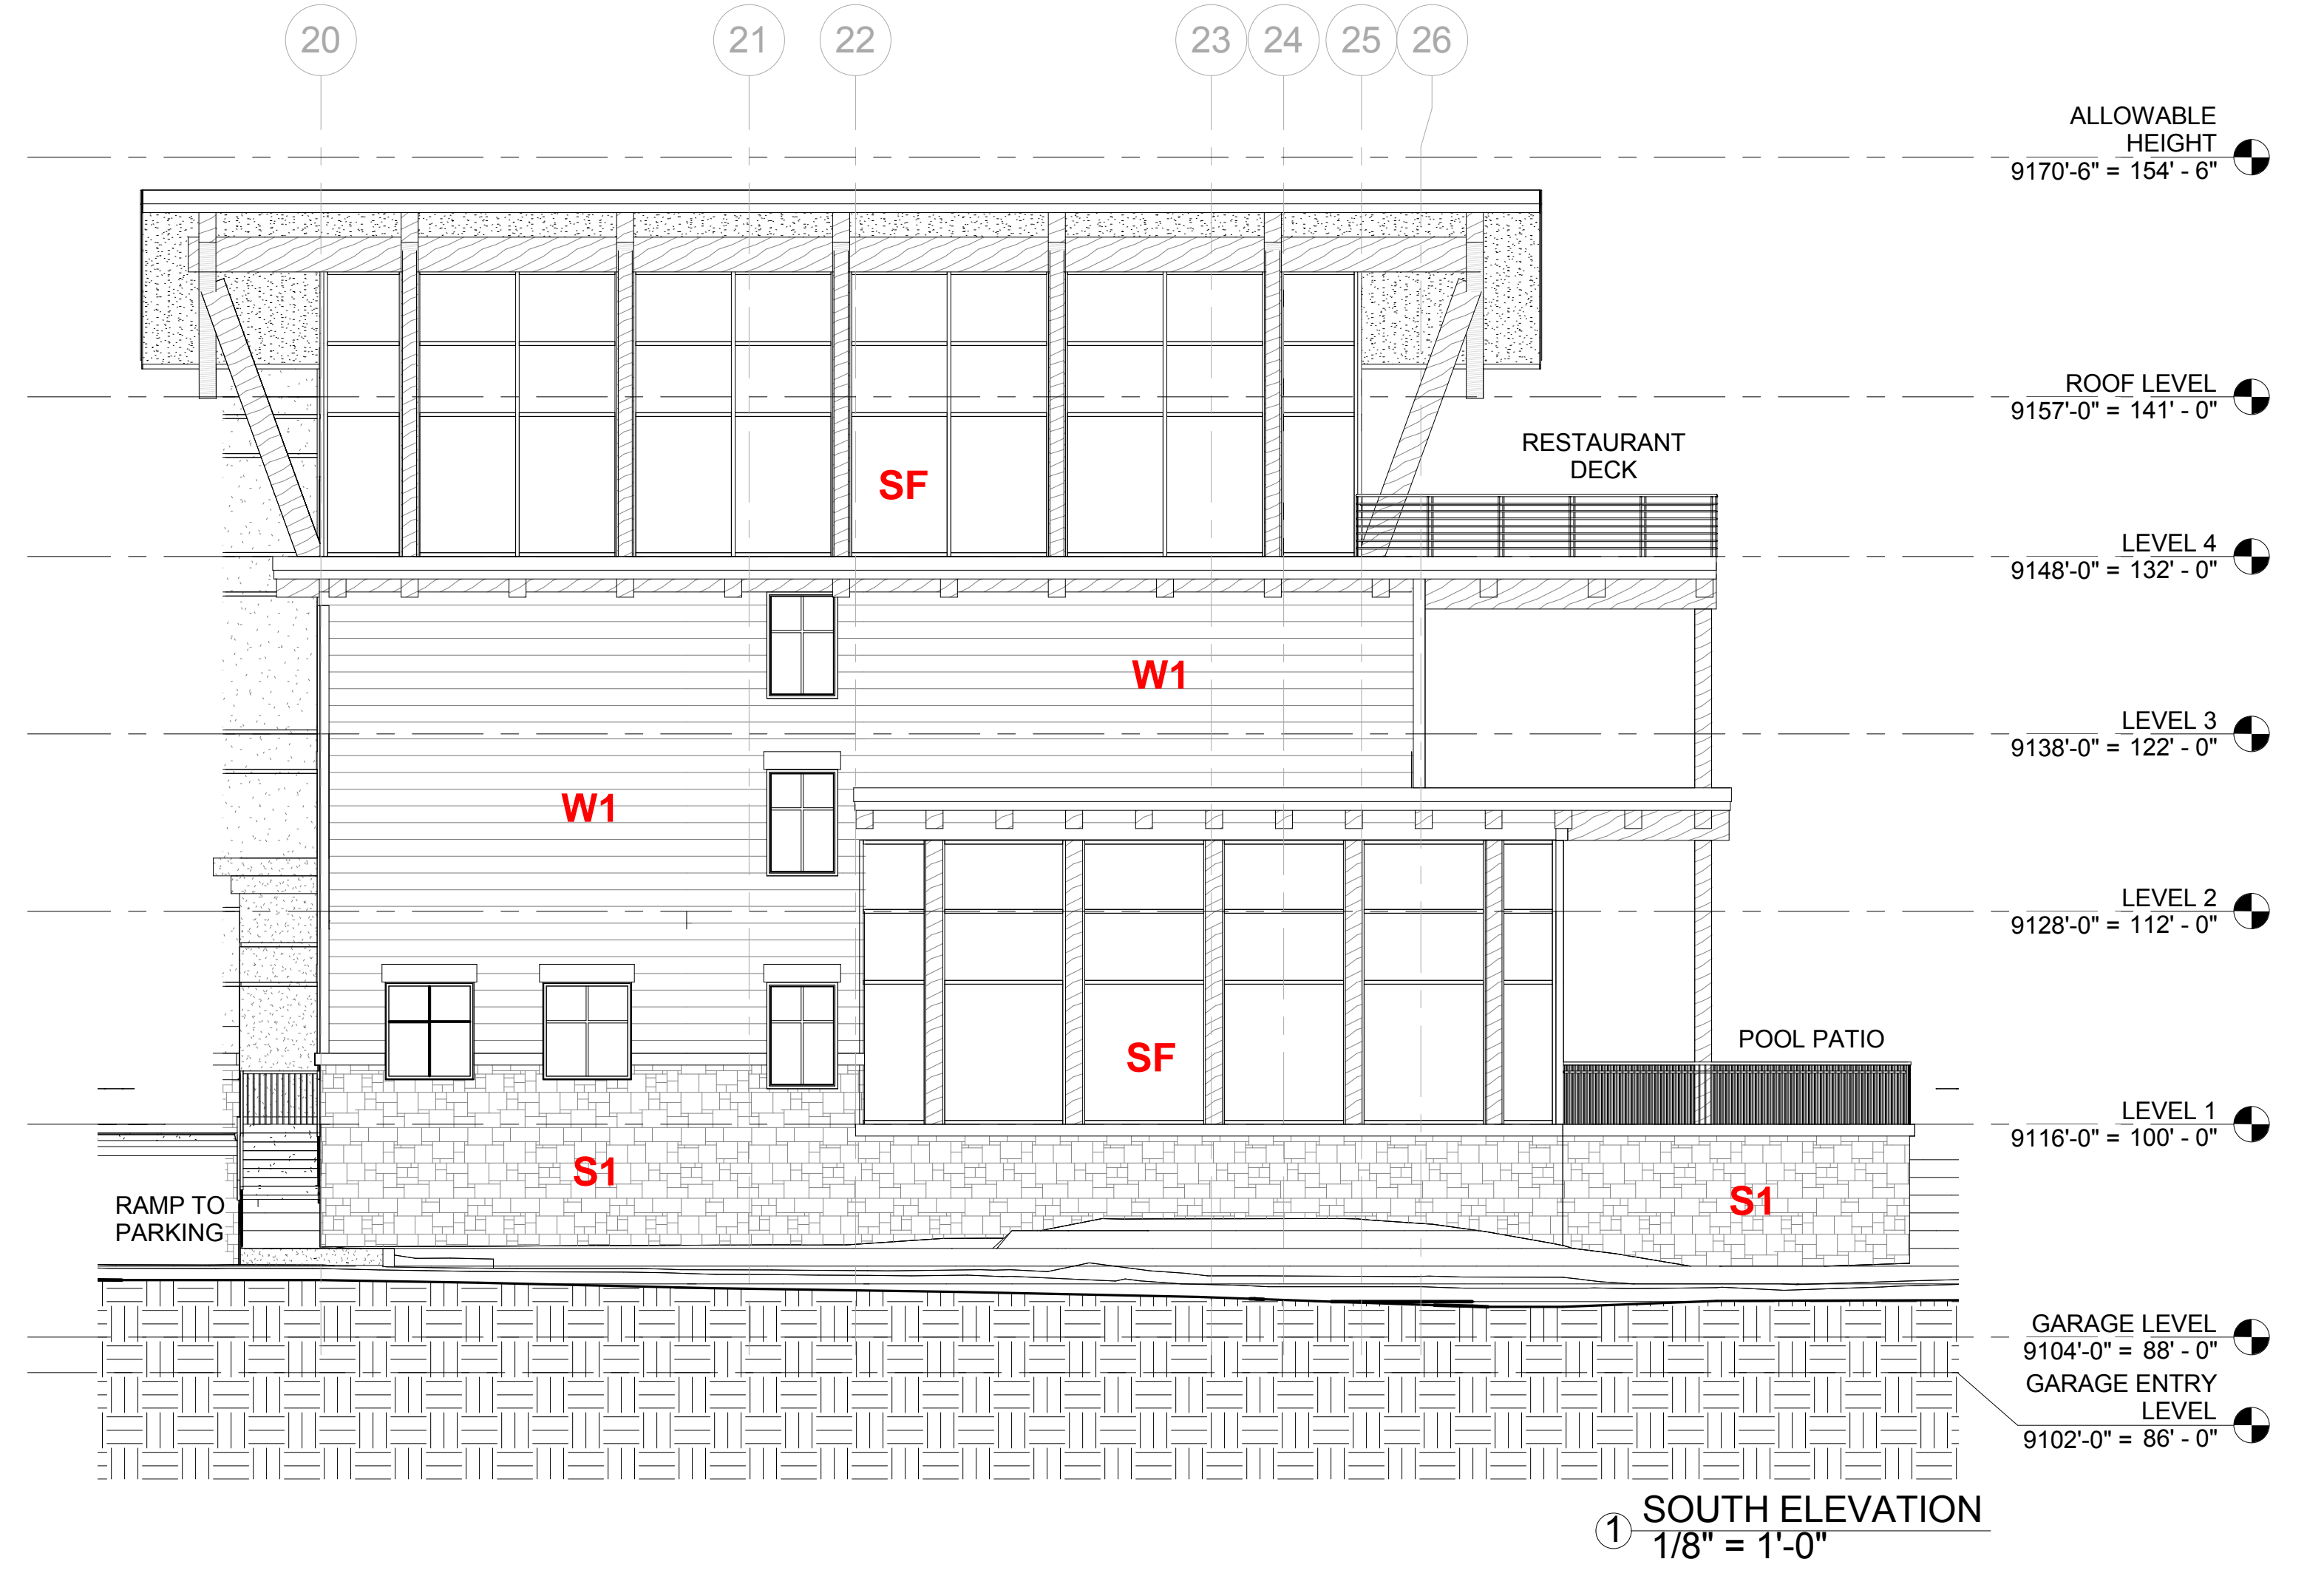 20 21 22 23 24 25 26
ALLOWABLE
HEIGHT
9170'-6" = 154' - 6"
ROOF LEVEL
9157'-0" = 141' - 0"
RESTAURANT
DECK
SF
LEVEL 4
9148'-0" = 132' - 0"
W1
LEVEL 3
9138'-0" = 122' - 0"
W1
LEVEL 2
9128'-0" = 112' - 0"
SF
POOL PATIO
LEVEL 1
9116'-0" = 100' - 0"
S1
S1
RAMP TO
PARKING
GARAGE LEVEL
9104'-0" = 88' - 0"
GARAGE ENTRY
LEVEL
9102'-0" = 86' - 0"
1 SOUTH ELEVATION
1/8" = 1'-0"